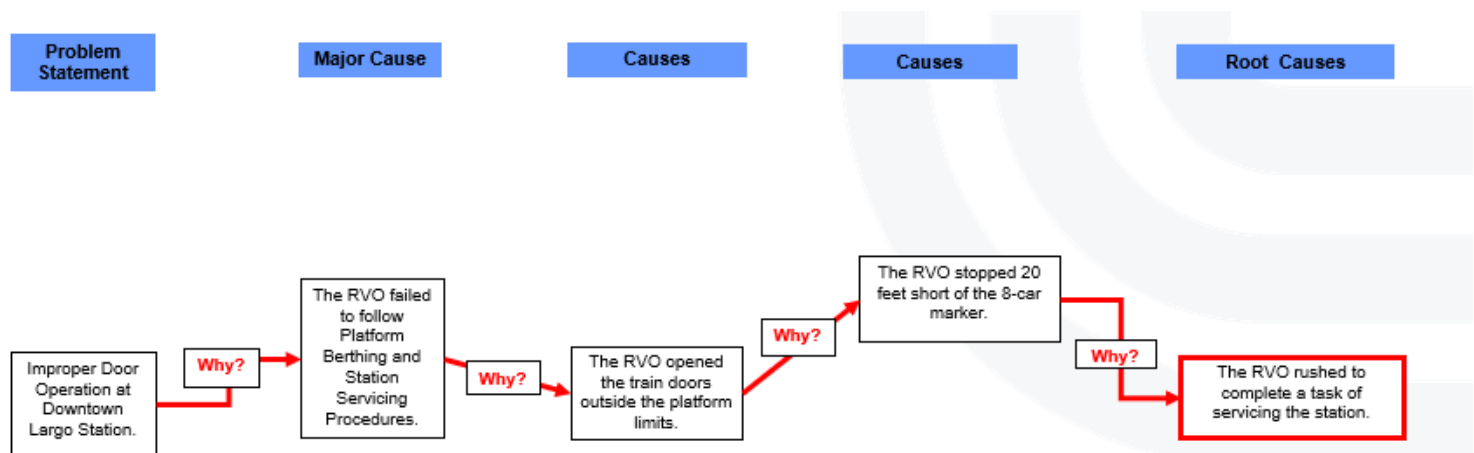 Problem
Statement
Major Cause
Causes
Causes
Root Causes
Improper Door
Operation at
Downtown
Largo Station.
Why?
The RVO failed
to follow
Platform
Berthing and
Station
Servicing
Procedures.
Why?
The RVO opened
the train doors
outside the platform
limits.
Why?
The RVO stopped 20
feet short of the 8-car
marker.
Why?
The RVO rushed to
complete a task of
servicing the station.